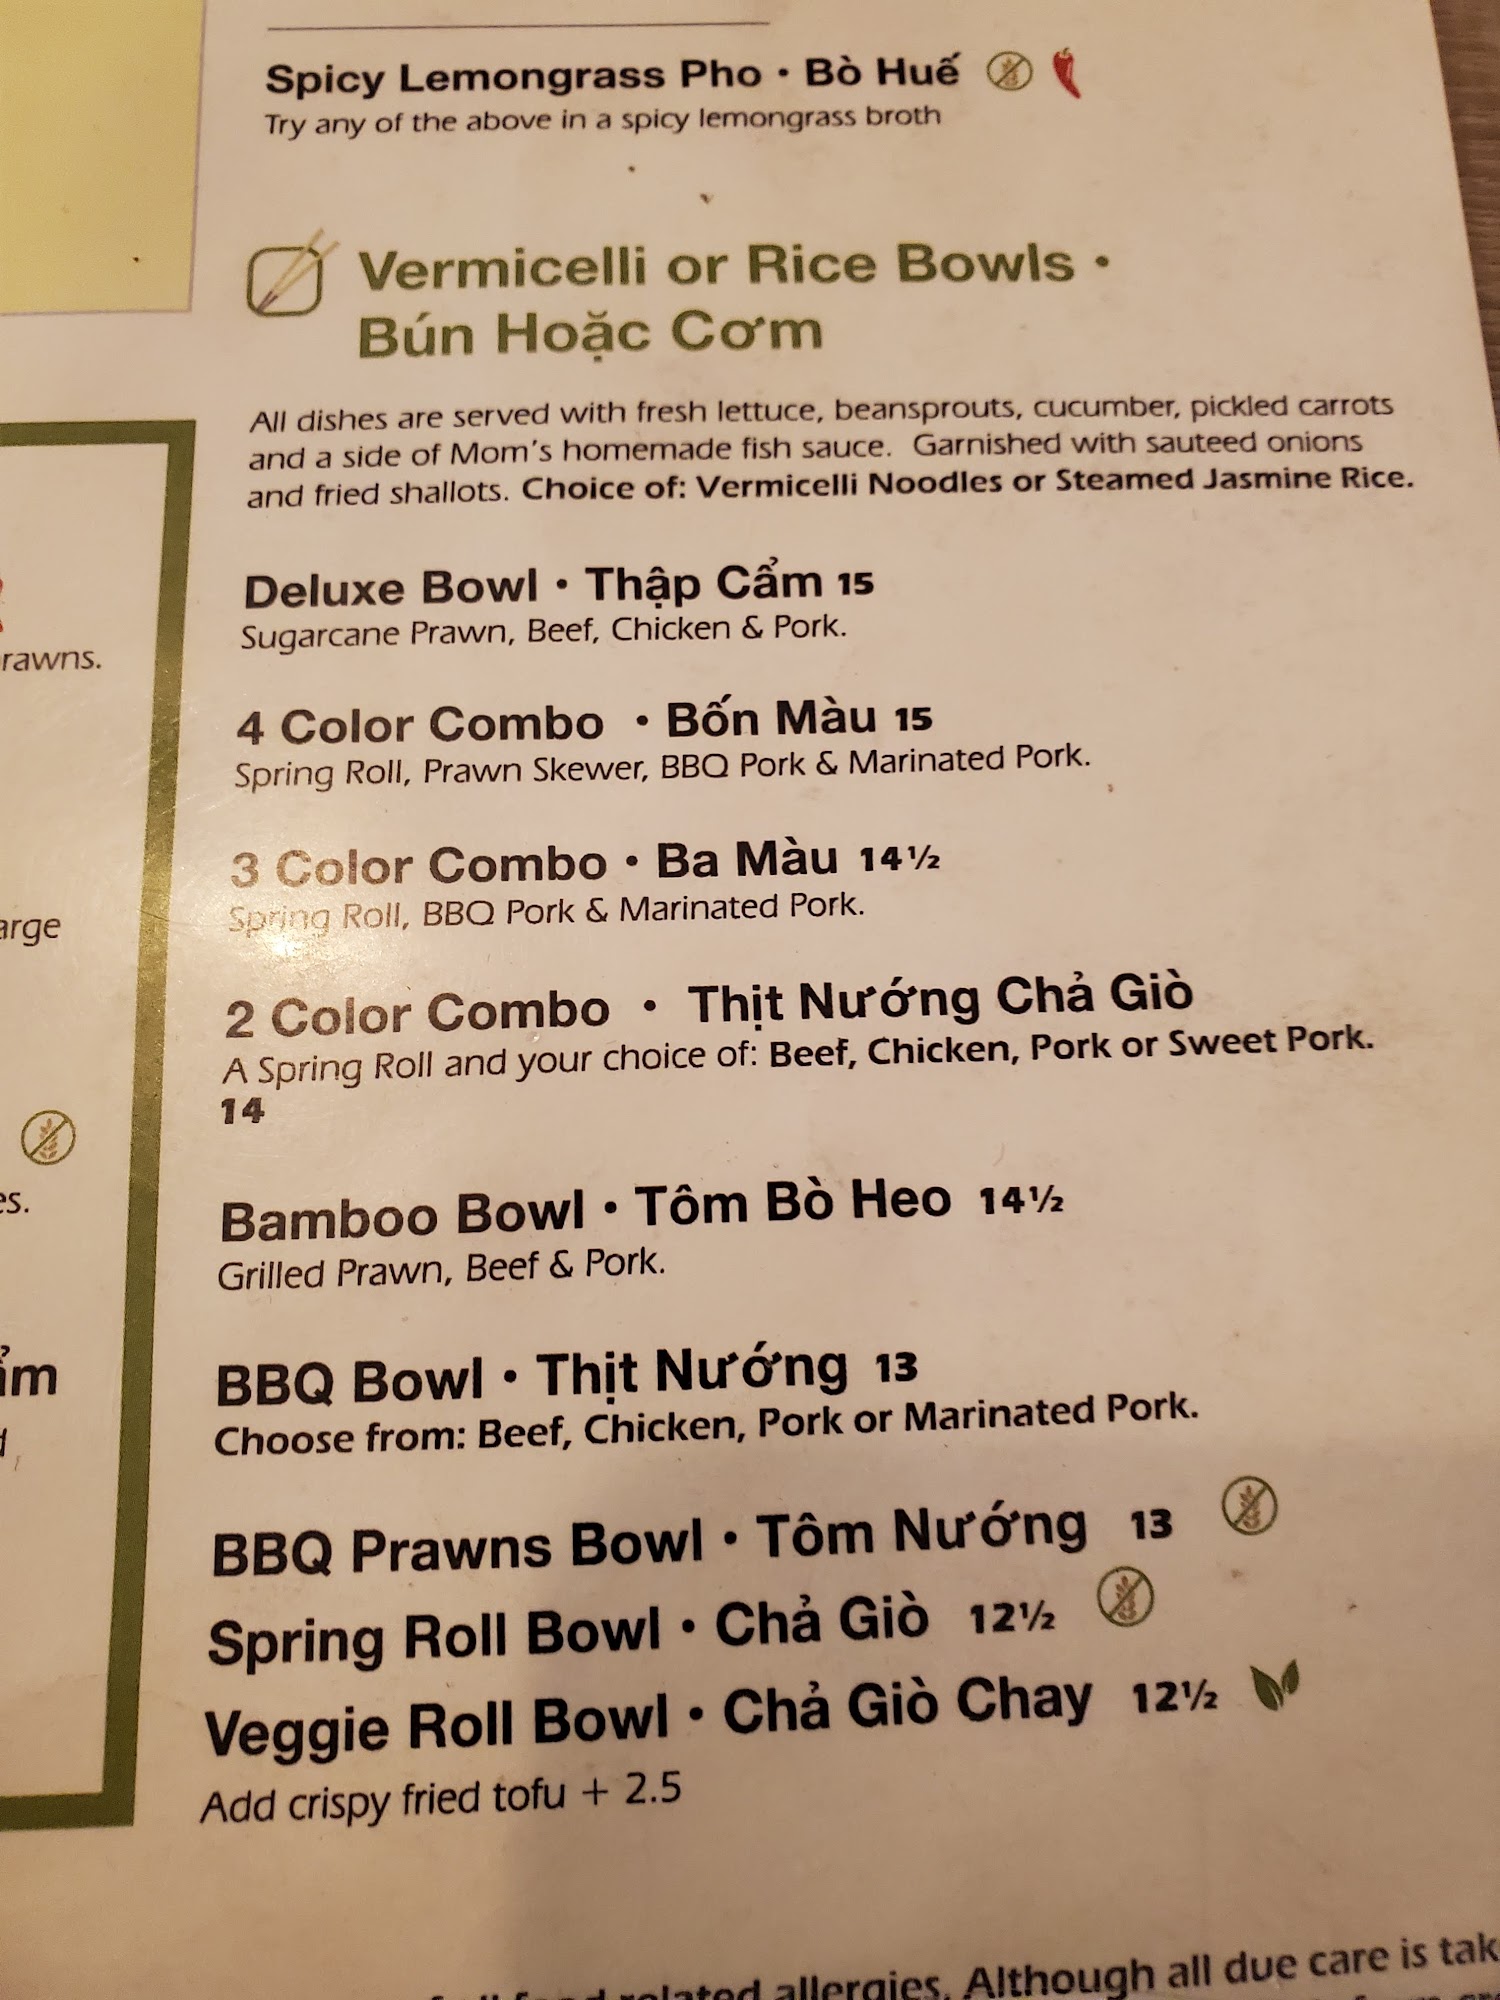 Spicy Lemongrass Pho • Bò Huế
Try any of the above in a spicy lemongrass broth
Vermicelli or Rice Bowls •
Bún Hoặc Cơm
All dishes are served with fresh lettuce, beansprouts, cucumber, pickled carrots
and a side of Mom's homemade fish sauce. Garnished with sauteed onions
and fried shallots. Choice of: Vermicelli Noodles or Steamed Jasmine Rice.
Deluxe Bowl • Thập Cẩm 15
Sugarcane Prawn, Beef, Chicken & Pork.
rawns.
4 Color Combo • Bốn Màu 15
Spring Roll, Prawn Skewer, BBQ Pork & Marinated Pork.
3 Color Combo • Ba Màu 14½
Spring Roll, BBQ Pork & Marinated Pork.
arge
2 Color Combo • Thịt Nướng Chả Giò
A Spring Roll and your choice of: Beef, Chicken, Pork or Sweet Pork.
14
es.
Bamboo Bowl • Tôm Bò Heo 14½
Grilled Prawn, Beef & Pork.
ẩm
BBQ Bowl • Thịt Nướng 13
Choose from: Beef, Chicken, Pork or Marinated Pork.
BBQ Prawns Bowl • Tôm Nướng 13
Spring Roll Bowl • Chả Giò 12½
Veggie Roll Bowl • Chả Giò Chay 12½
Add crispy fried tofu + 2.5
related allergies. Although all due care is tak